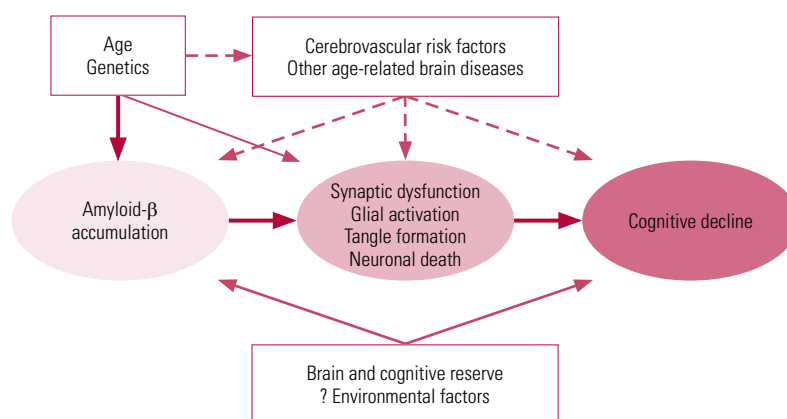 Age
Genetics
Cerebrovascular risk factors
Other age-related brain diseases
Amyloid-β
accumulation
Synaptic dysfunction
Glial activation
Tangle formation
Neuronal death
Cognitive decline
Brain and cognitive reserve
? Environmental factors